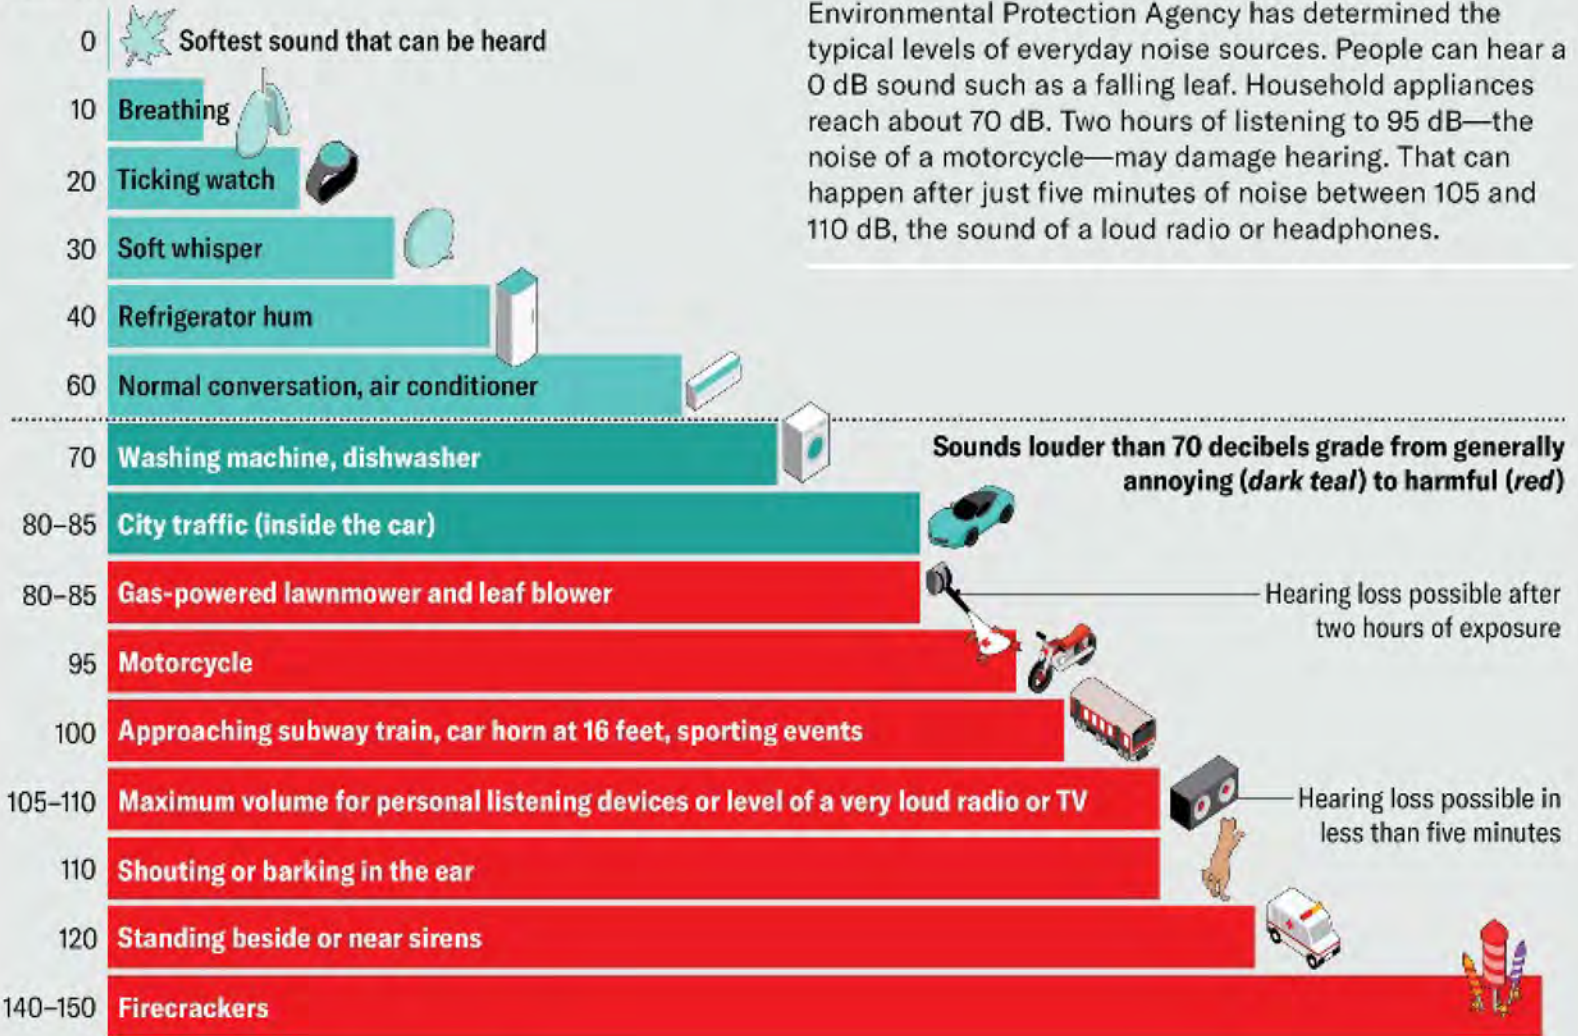 Environmental Protection Agency has determined the
typical levels of everyday noise sources. People can hear a
0 dB sound such as a falling leaf. Household appliances
reach about 70 dB. Two hours of listening to 95 dB—the
noise of a motorcycle—may damage hearing. That can
happen after just five minutes of noise between 105 and
110 dB, the sound of a loud radio or headphones.
0 Softest sound that can be heard
10 Breathing
20 Ticking watch
30 Soft whisper
40 Refrigerator hum
60 Normal conversation, air conditioner
70 Washing machine, dishwasher
Sounds louder than 70 decibels grade from generally
annoying (dark teal) to harmful (red)
80–85 City traffic (inside the car)
80–85 Gas-powered lawnmower and leaf blower
Hearing loss possible after
two hours of exposure
95 Motorcycle
100 Approaching subway train, car horn at 16 feet, sporting events
105–110 Maximum volume for personal listening devices or level of a very loud radio or TV
Hearing loss possible in
less than five minutes
110 Shouting or barking in the ear
120 Standing beside or near sirens
140–150 Firecrackers